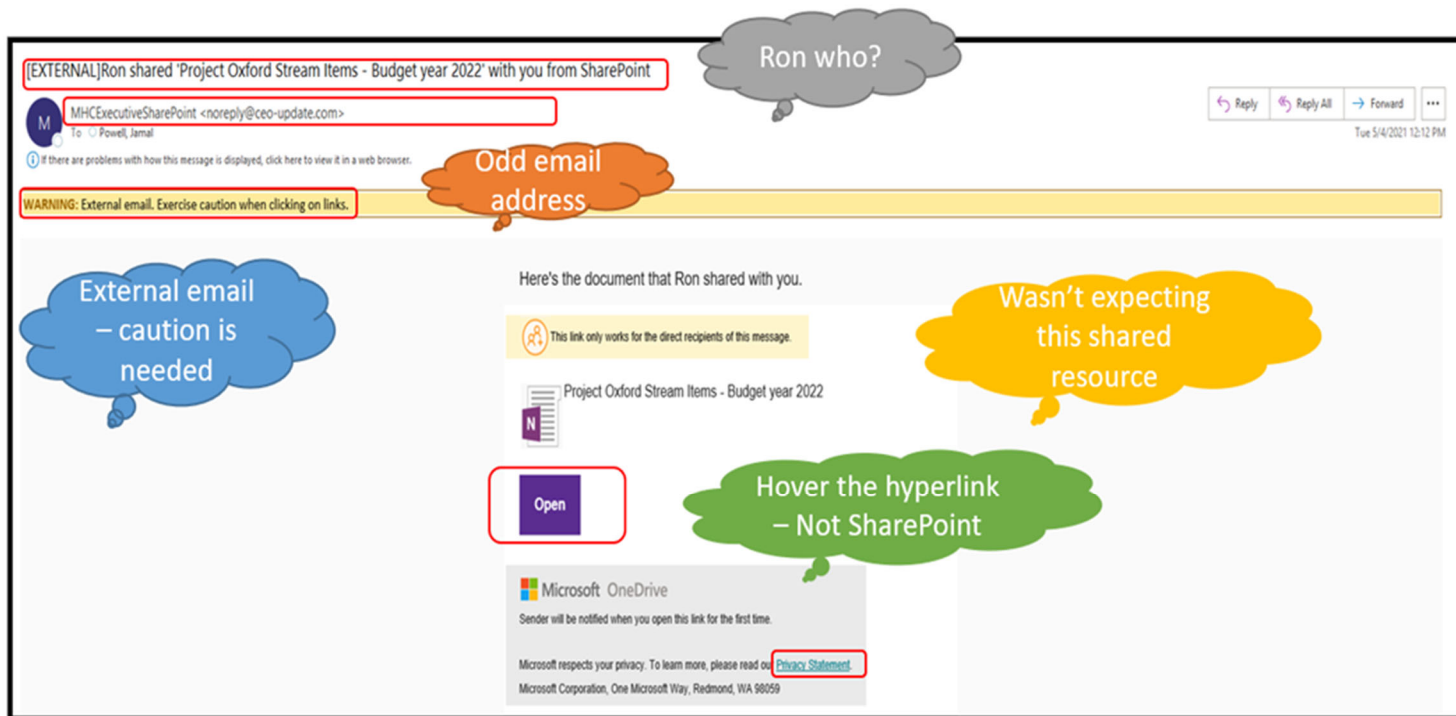 Ron who?
[EXTERNAL]Ron shared 'Project Oxford Stream Items - Budget year 2022' with you from SharePoint
M
MHCExecutiveSharePoint <noreply@ceo-update.com>
To Powell, Jamal
Reply
Reply All
Forward
Tue 5/4/2021 12:12 PM
If there are problems with how this message is displayed, click here to view it in a web browser.
Odd email
address
WARNING: External email. Exercise caution when clicking on links.
External email
– caution is
needed
Here's the document that Ron shared with you.
Wasn't expecting
this shared
resource
This link only works for the direct recipients of this message.
Project Oxford Stream Items - Budget year 2022
N
Open
Hover the hyperlink
– Not SharePoint
Microsoft OneDrive
Sender will be notified when you open this link for the first time.
Microsoft respects your privacy. To learn more, please read ou Privacy Statement.
Microsoft Corporation, One Microsoft Way, Redmond, WA 98059